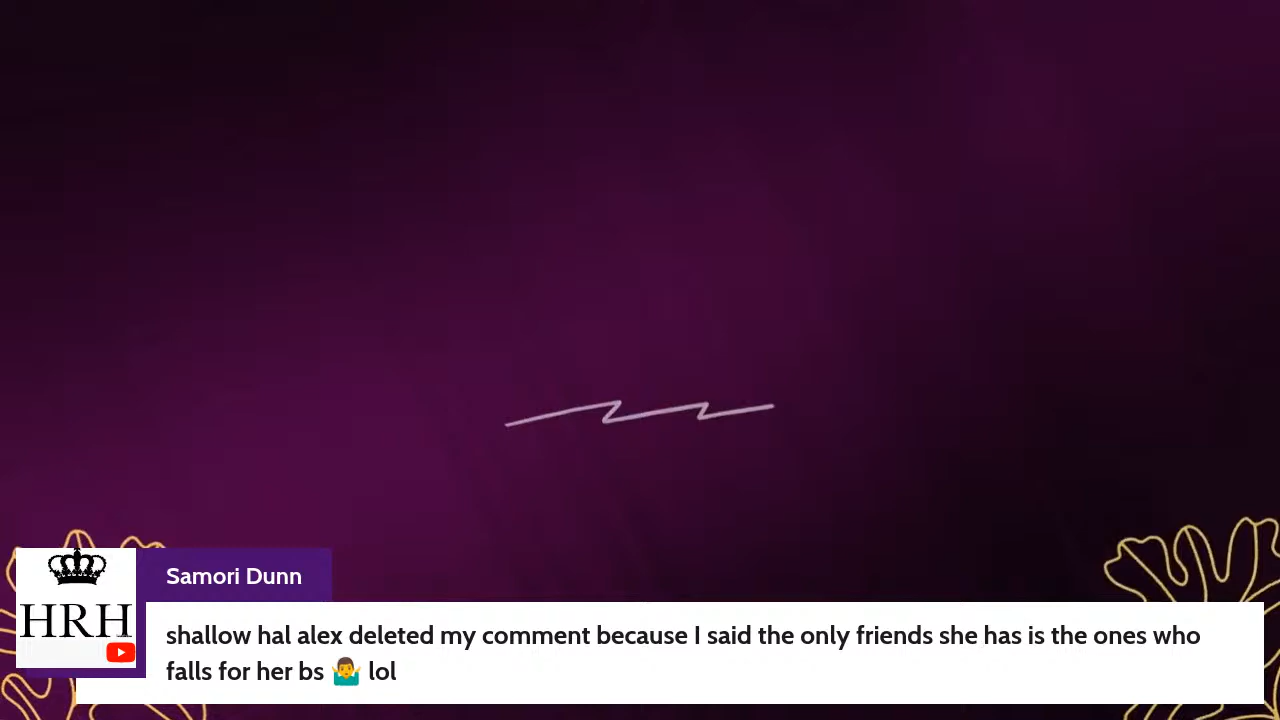 HRH
Samori Dunn
shallow hal alex deleted my comment because I said the only friends she has is the ones who
falls for her bs 🤷‍♂️ lol